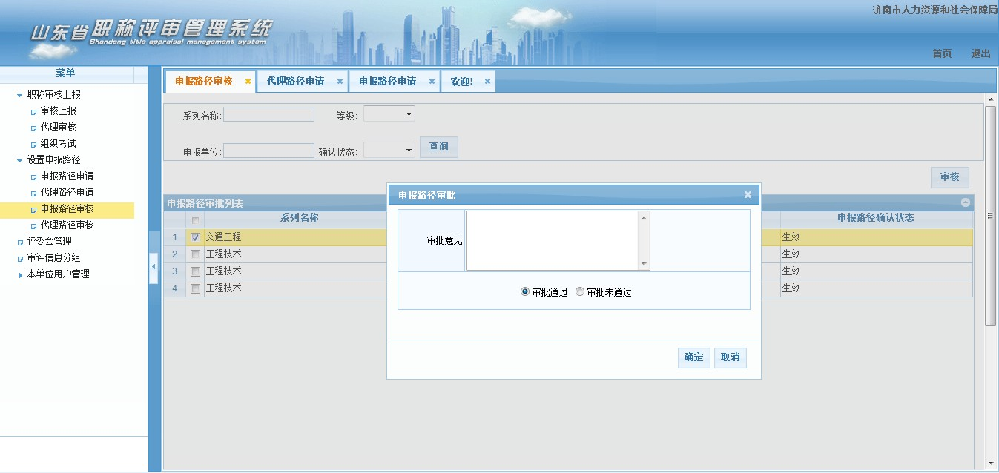 济南市人力资源和社会保障局
山东省职称评审管理系统
Shandong title appraisal management system
首页 退出
菜单
职称审核上报
审核上报
代理审核
组织考试
设置申报路径
申报路径申请
代理路径申请
申报路径审核
代理路径审核
评委会管理
审评信息分组
本单位用户管理
申报路径审核 代理路径申请 申报路径申请 欢迎!
系列名称: 等级:
申报单位: 确认状态: 查询
审核
申报路径审批列表
系列名称 申报路径确认状态
1 交通工程 生效
2 工程技术 生效
3 工程技术 生效
4 工程技术 生效
申报路径审批
审批意见
审批通过 审批未通过
确定 取消